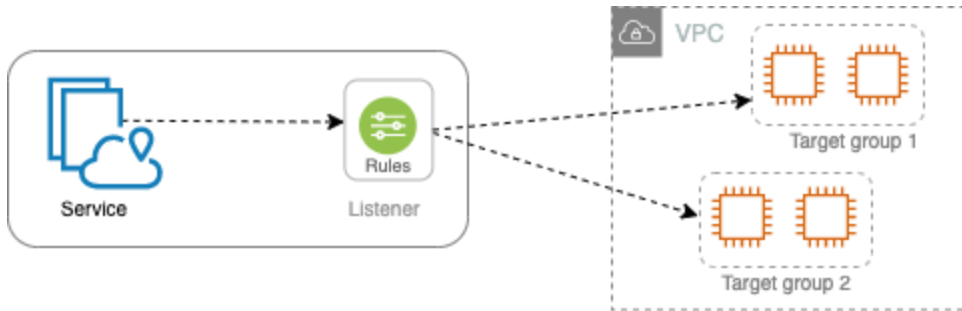 VPC
Target group 1
Rules
Service
Listener
Target group 2